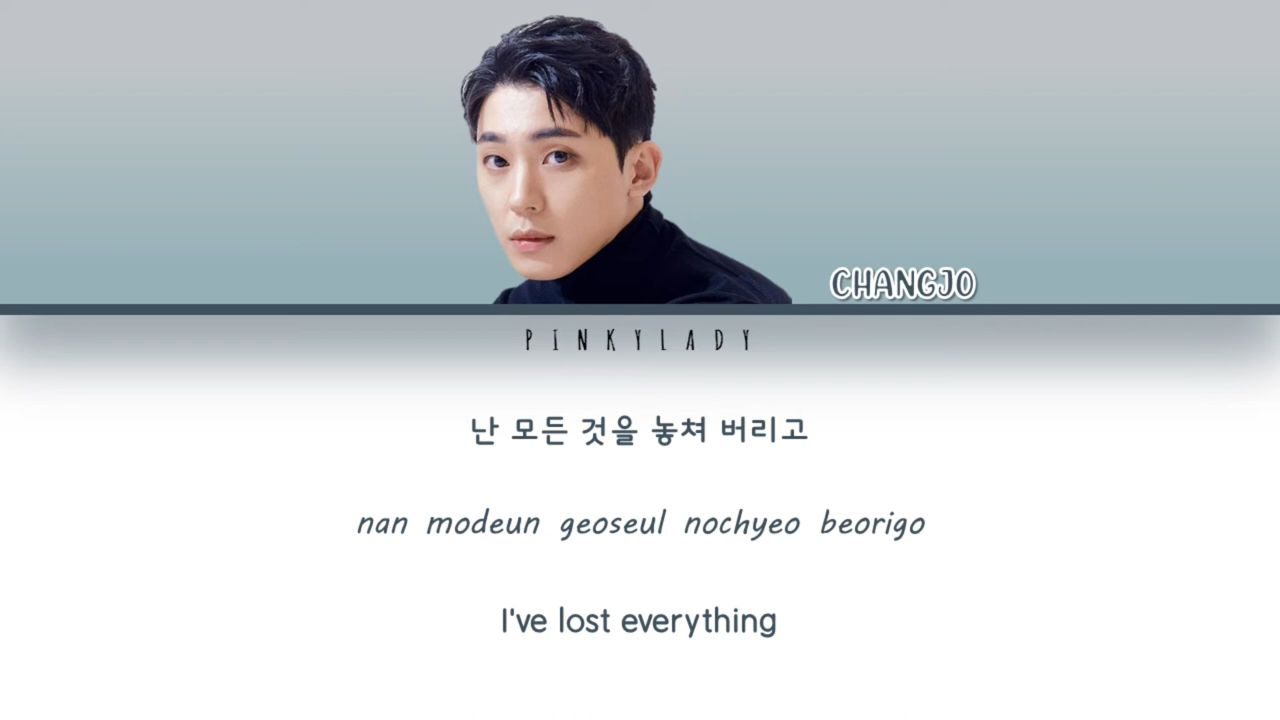 CHANGJO
PINKYLADY
난 모든 것을 놓쳐 버리고
nan modeun geoseul nochyeo beorigo
I've lost everything